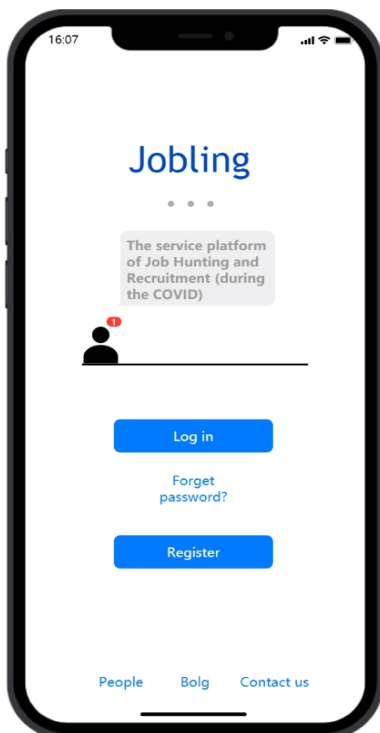 16:07
Jobling
The service platform
of Job Hunting and
Recruitment (during
the COVID)
1
Log in
Forget
password?
Register
People Bolg Contact us